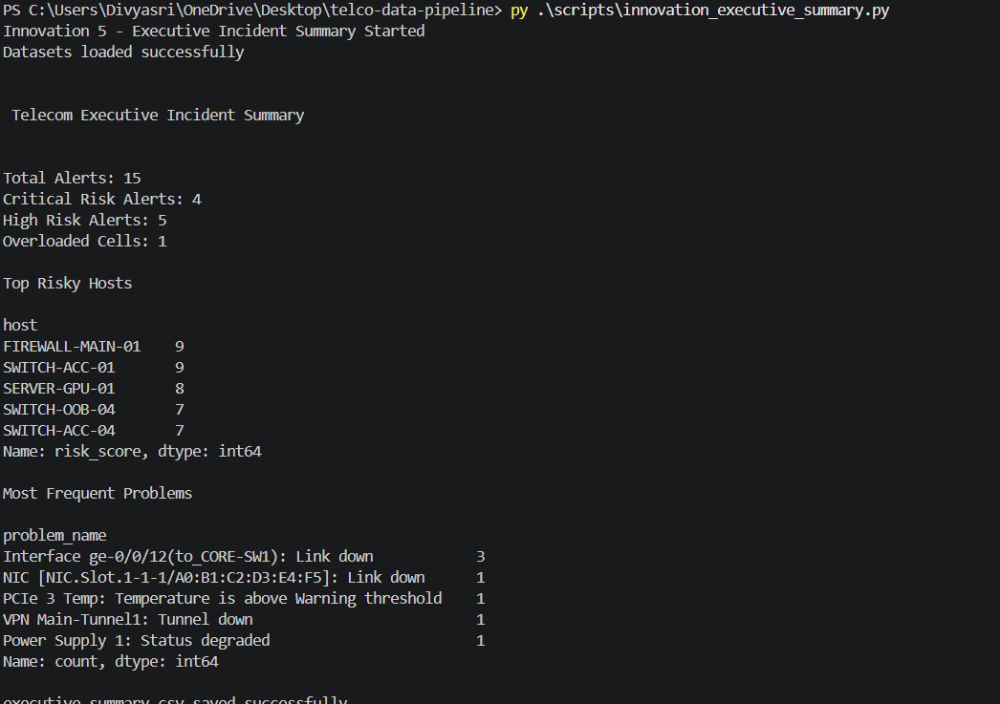 PS C:\Users\Divyasri\OneDrive\Desktop\telco-data-pipeline> py .\scripts\innovation_executive_summary.py
Innovation 5 - Executive Incident Summary Started
Datasets loaded successfully
Telecom Executive Incident Summary
Total Alerts: 15
Critical Risk Alerts: 4
High Risk Alerts: 5
Overloaded Cells: 1
Top Risky Hosts
host
FIREWALL-MAIN-01    9
SWITCH-ACC-01       9
SERVER-GPU-01       8
SWITCH-OOB-04       7
SWITCH-ACC-04       7
Name: risk_score, dtype: int64
Most Frequent Problems
problem_name
Interface ge-0/0/12(to_CORE-SW1): Link down            3
NIC [NIC.Slot.1-1-1/A0:B1:C2:D3:E4:F5]: Link down      1
PCIe 3 Temp: Temperature is above Warning threshold    1
VPN Main-Tunnel1: Tunnel down                          1
Power Supply 1: Status degraded                        1
Name: count, dtype: int64
executive_summary.csv saved successfully